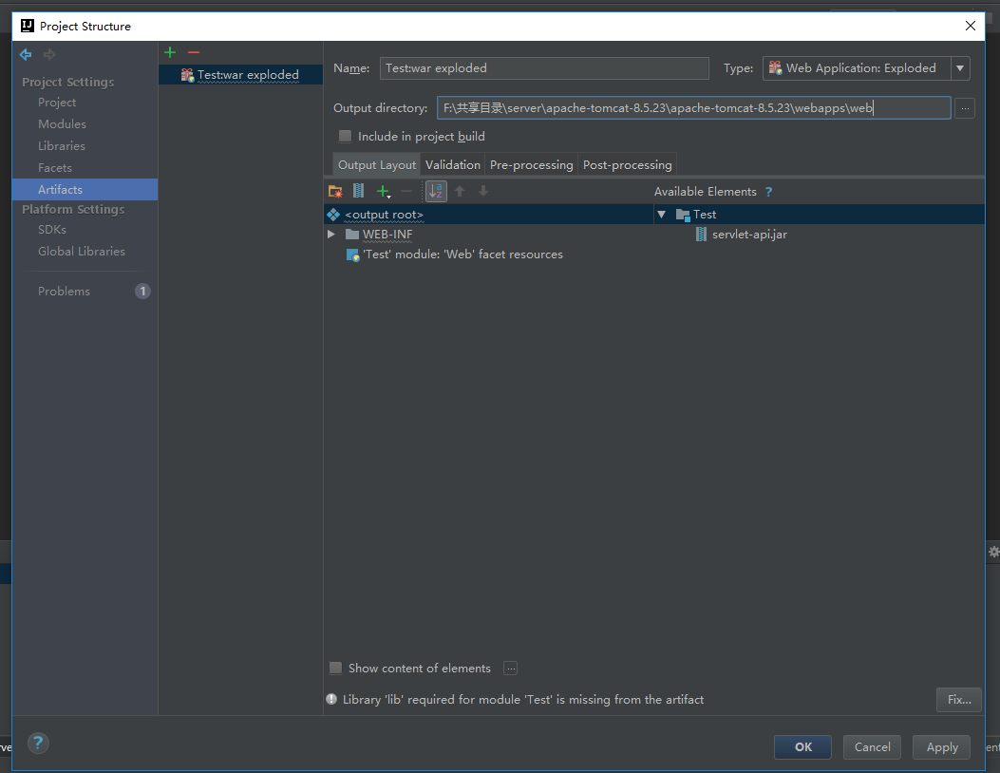 Project Structure
Project Settings
Project
Modules
Libraries
Facets
Artifacts
Platform Settings
SDKs
Global Libraries
Problems 1
Test:war exploded
Name: Test:war exploded Type: Web Application: Exploded
Output directory: F:\共享目录\server\apache-tomcat-8.5.23\apache-tomcat-8.5.23\webapps\web ...
Include in project build
Output Layout Validation Pre-processing Post-processing
Available Elements ?
<output root> Test
WEB-INF servlet-api.jar
'Test' module: 'Web' facet resources
Show content of elements ...
Library 'lib' required for module 'Test' is missing from the artifact Fix...
? OK Cancel Apply